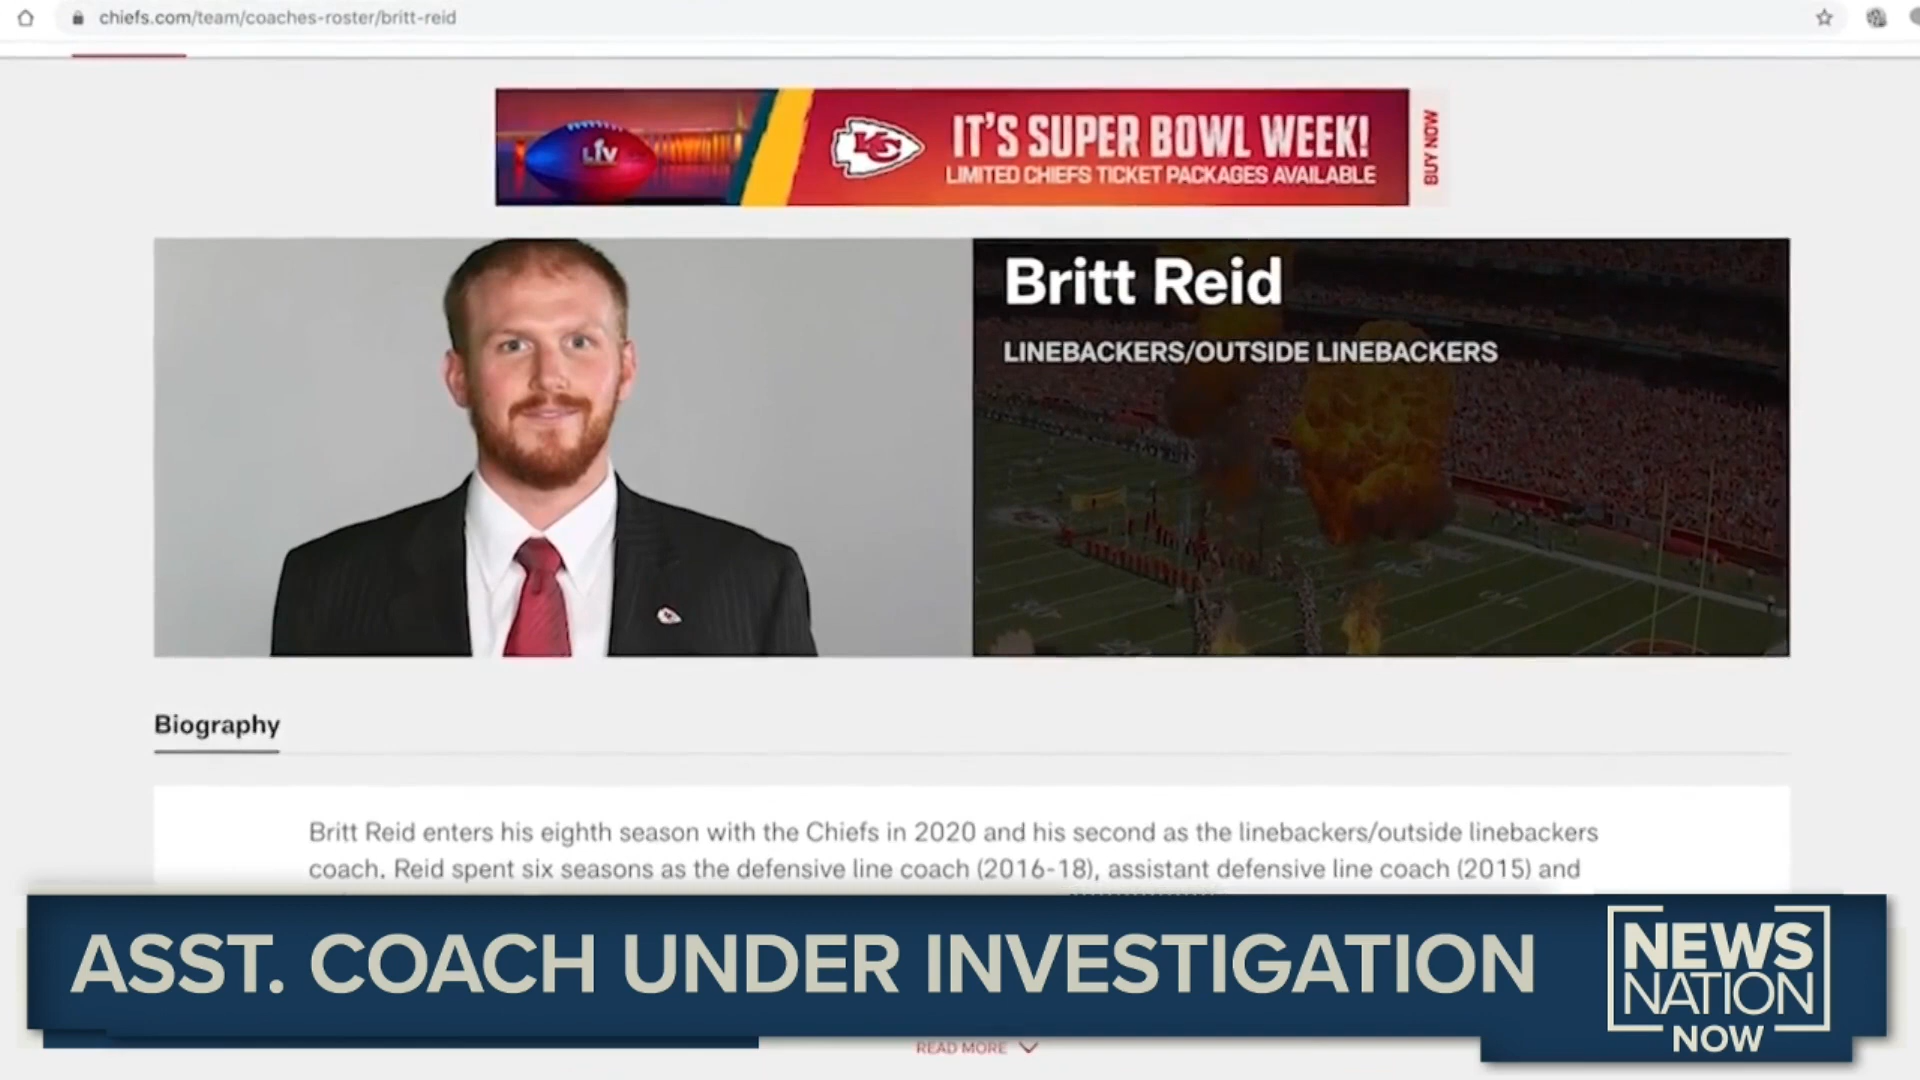 chiefs.com/team/coaches-roster/britt-reid
LIV
KC
IT'S SUPER BOWL WEEK!
LIMITED CHIEFS TICKET PACKAGES AVAILABLE
BUY NOW
Britt Reid
LINEBACKERS/OUTSIDE LINEBACKERS
Biography
Britt Reid enters his eighth season with the Chiefs in 2020 and his second as the linebackers/outside linebackers
coach. Reid spent six seasons as the defensive line coach (2016-18), assistant defensive line coach (2015) and
ASST. COACH UNDER INVESTIGATION
NEWS
NATION
NOW
READ MORE